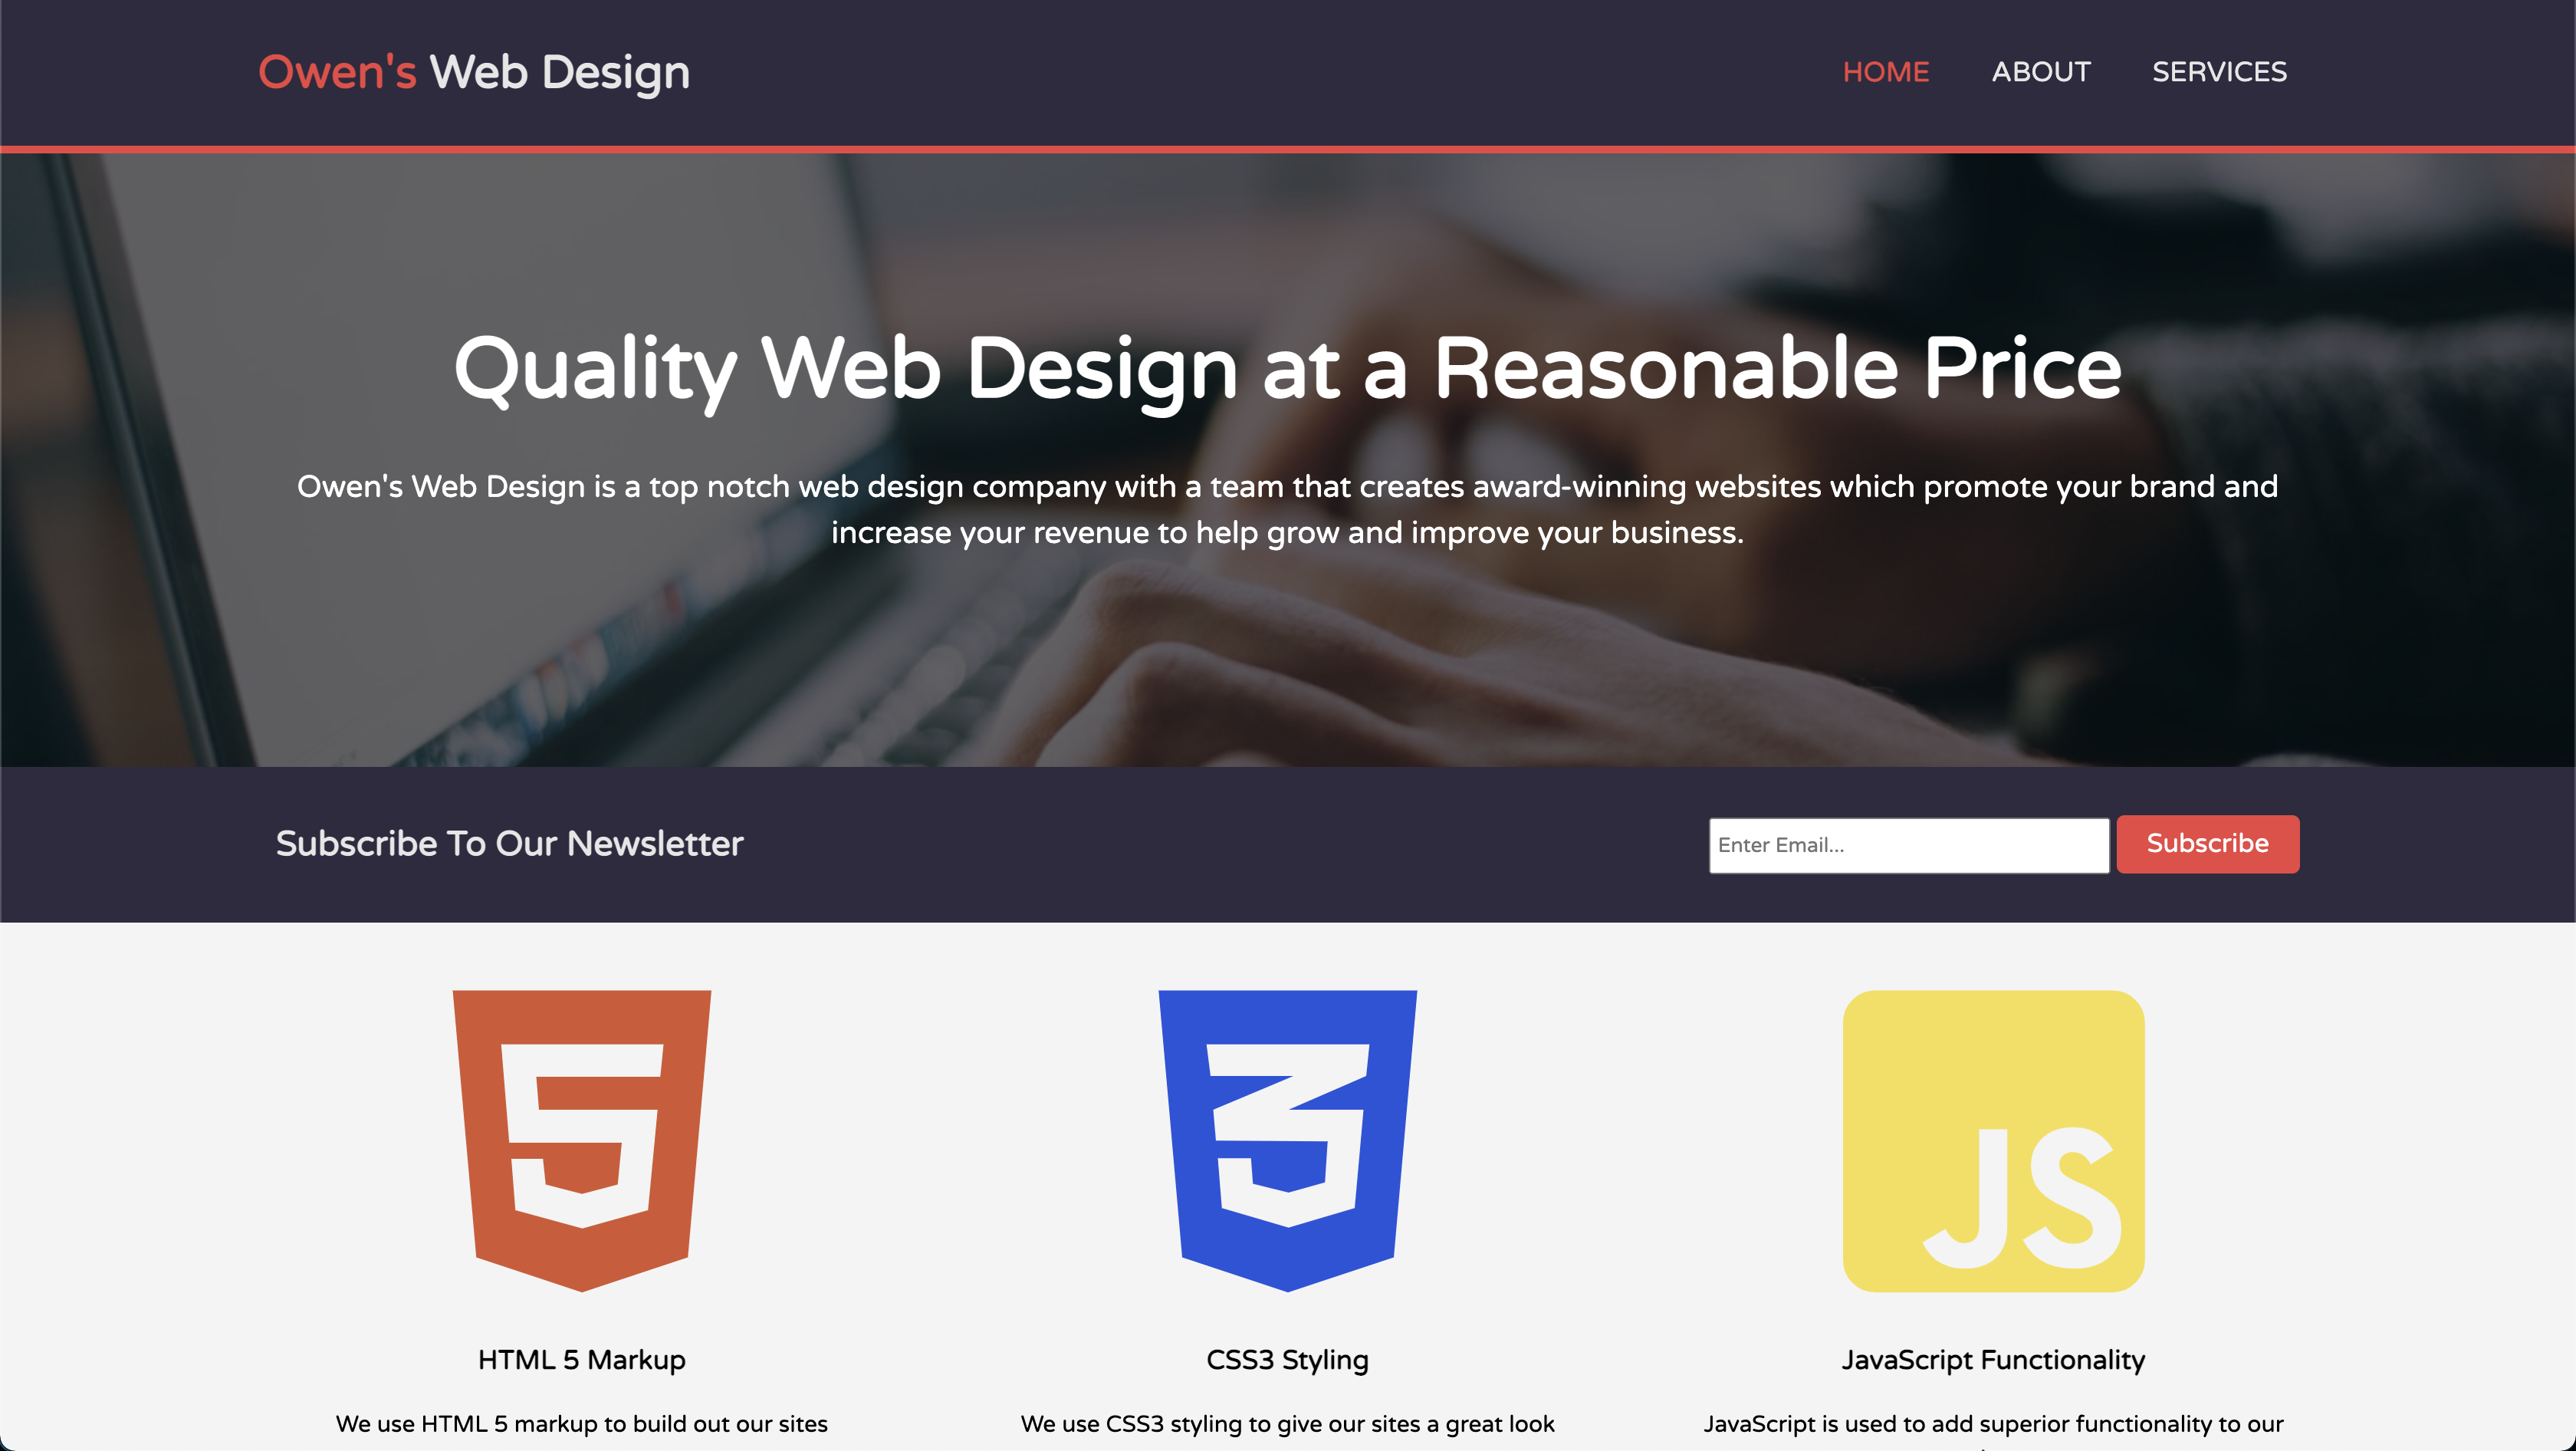 Owen's Web Design
HOME ABOUT SERVICES
Quality Web Design at a Reasonable Price
Owen's Web Design is a top notch web design company with a team that creates award-winning websites which promote your brand and
increase your revenue to help grow and improve your business.
Subscribe To Our Newsletter
Enter Email...
Subscribe
5
3
JS
HTML 5 Markup
We use HTML 5 markup to build out our sites
CSS3 Styling
We use CSS3 styling to give our sites a great look
JavaScript Functionality
JavaScript is used to add superior functionality to our